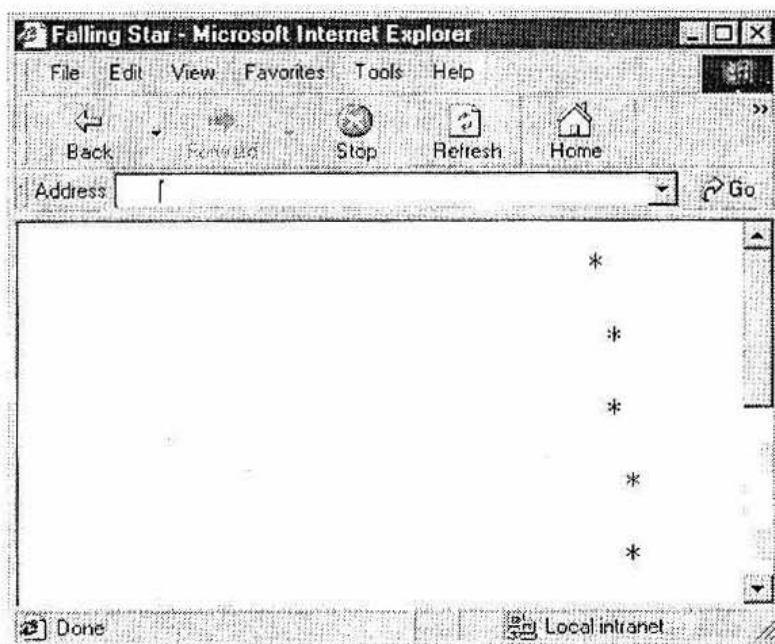 Falling Star - Microsoft Internet Explorer
File Edit View Favorites Tools Help
Back Forward Stop Refresh Home »
Address Go
*
*
*
*
*
Done Local intranet